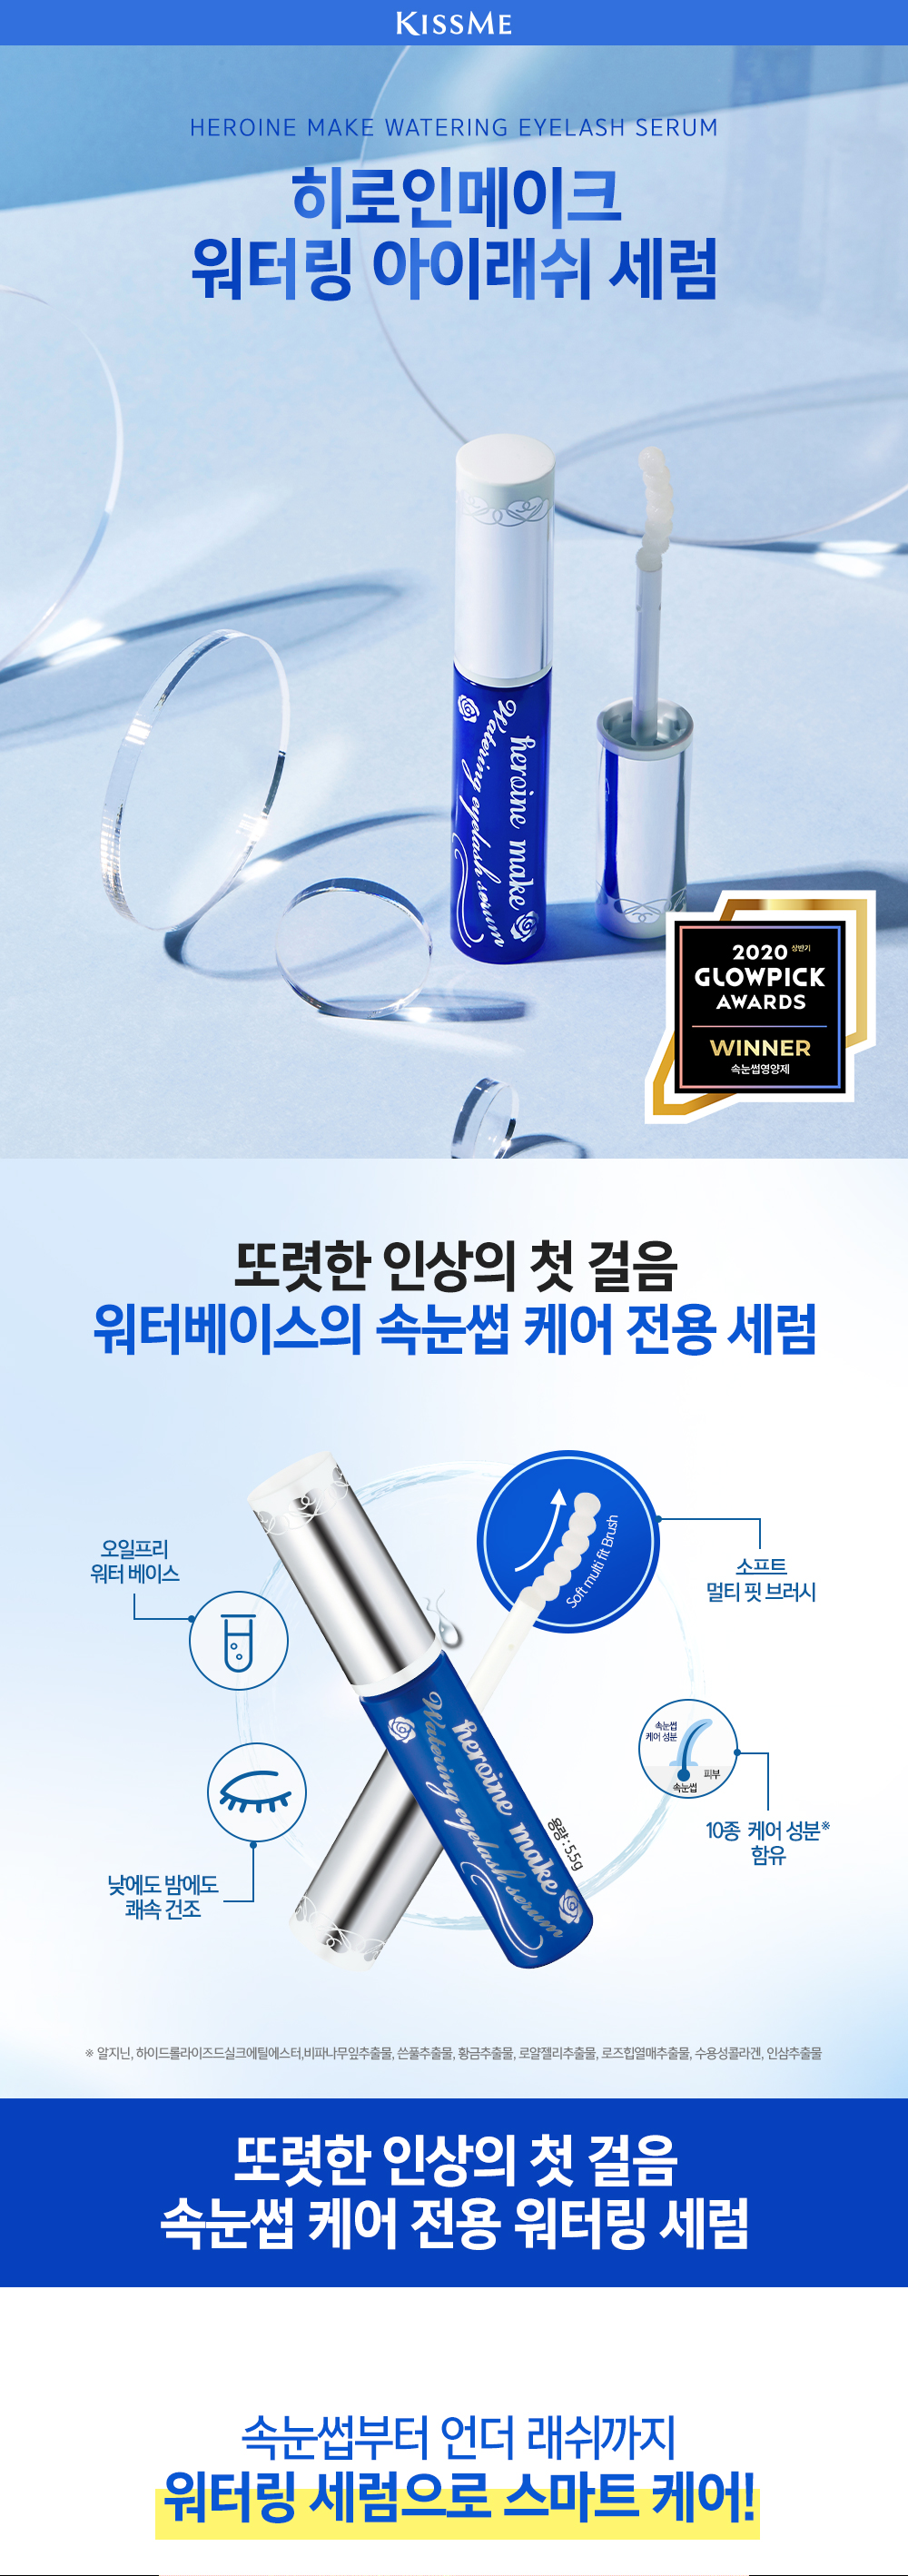 KISSME
HEROINE MAKE WATERING EYELASH SERUM
히로인메이크
워터링 아이래쉬 세럼
heroine make
Watering eyelash serum
2020 상반기
GLOWPICK
AWARDS
WINNER
속눈썹영양제
또렷한 인상의 첫 걸음
워터베이스의 속눈썹 케어 전용 세럼
오일프리
워터 베이스
Soft multi fit Brush
소프트
멀티 핏 브러시
heroine make
Watering eyelash serum
용량 : 5.5g
속눈썹
케어 성분
피부
속눈썹
10종 케어 성분※
함유
낮에도 밤에도
쾌속 건조
※ 알지닌, 하이드롤라이즈드실크에틸에스터,비파나무잎추출물, 쓴풀추출물, 황금추출물, 로얄젤리추출물, 로즈힙열매추출물, 수용성콜라겐, 인삼추출물
또렷한 인상의 첫 걸음
속눈썹 케어 전용 워터링 세럼
속눈썹부터 언더 래쉬까지
워터링 세럼으로 스마트 케어!